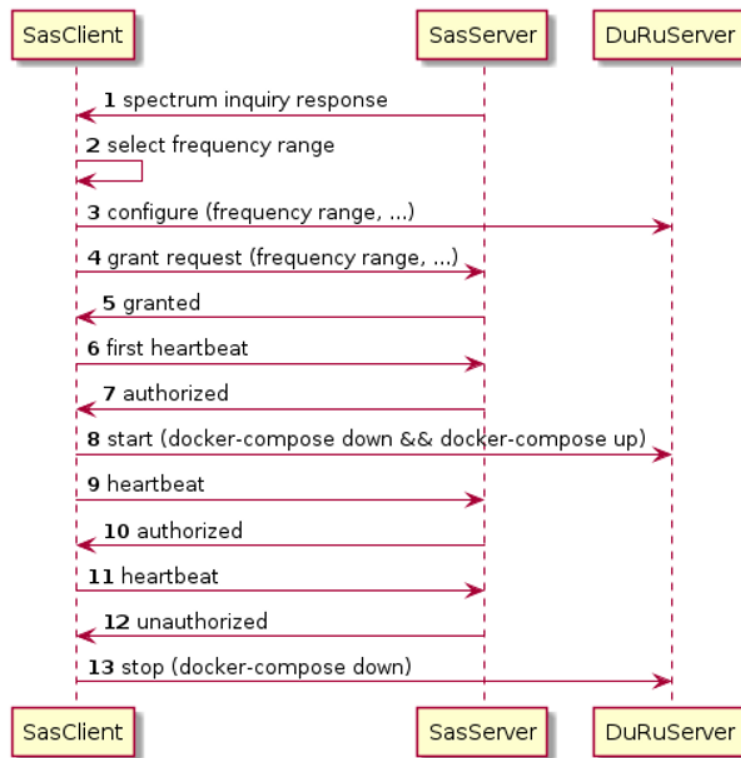 SasClient SasServer DuRuServer
1 spectrum inquiry response
2 select frequency range
3 configure (frequency range, ...)
4 grant request (frequency range, ...)
5 granted
6 first heartbeat
7 authorized
8 start (docker-compose down && docker-compose up)
9 heartbeat
10 authorized
11 heartbeat
12 unauthorized
13 stop (docker-compose down)
SasClient SasServer DuRuServer